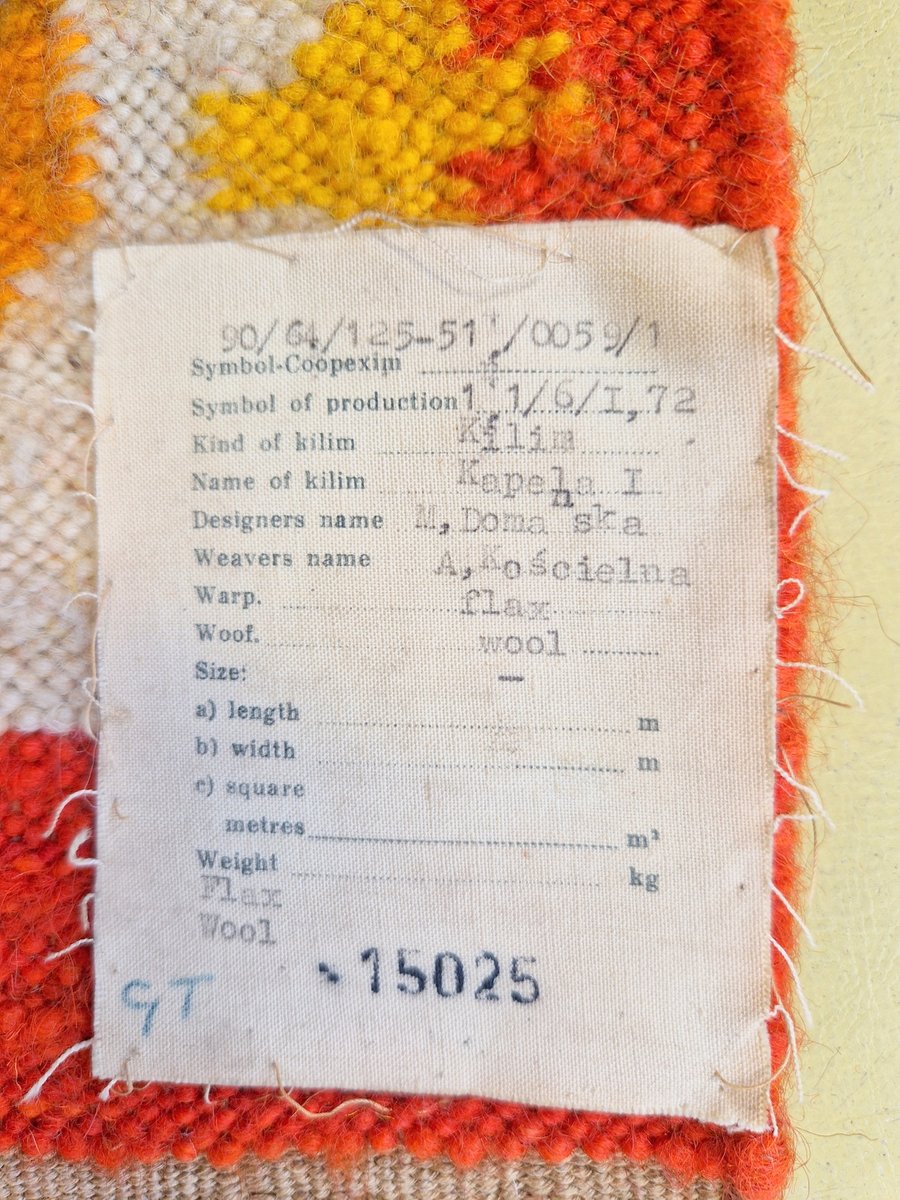 90/64/125-51 /0059/1
Symbol-Coopexim
Symbol of production 1 1/6/I,72
Kind of kilim Kilim
Name of kilim Kapela I
Designers name M,Domanska
Weavers name A,Kościelna
Warp. flax
Woof. wool
Size: —
a) length m
b) width m
c) square
metres m²
Weight kg
Flax
Wool
15025
GT